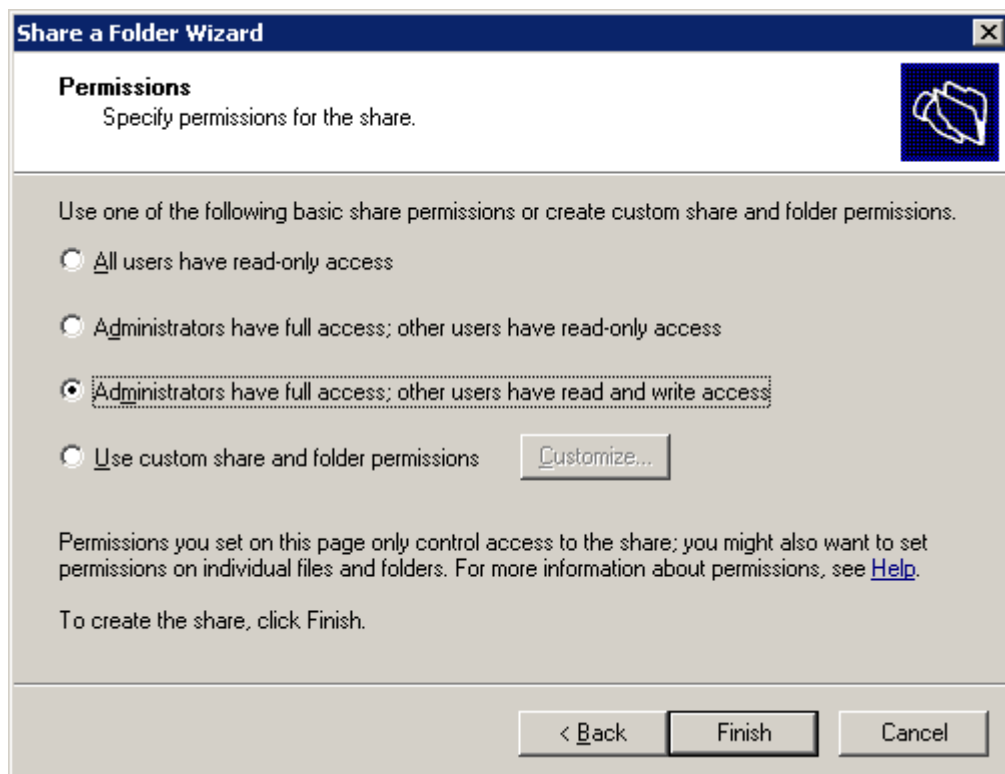 Share a Folder Wizard
Permissions
Specify permissions for the share.
Use one of the following basic share permissions or create custom share and folder permissions.
All users have read-only access
Administrators have full access; other users have read-only access
Administrators have full access; other users have read and write access
Use custom share and folder permissions Customize...
Permissions you set on this page only control access to the share; you might also want to set
permissions on individual files and folders. For more information about permissions, see Help.
To create the share, click Finish.
< Back Finish Cancel